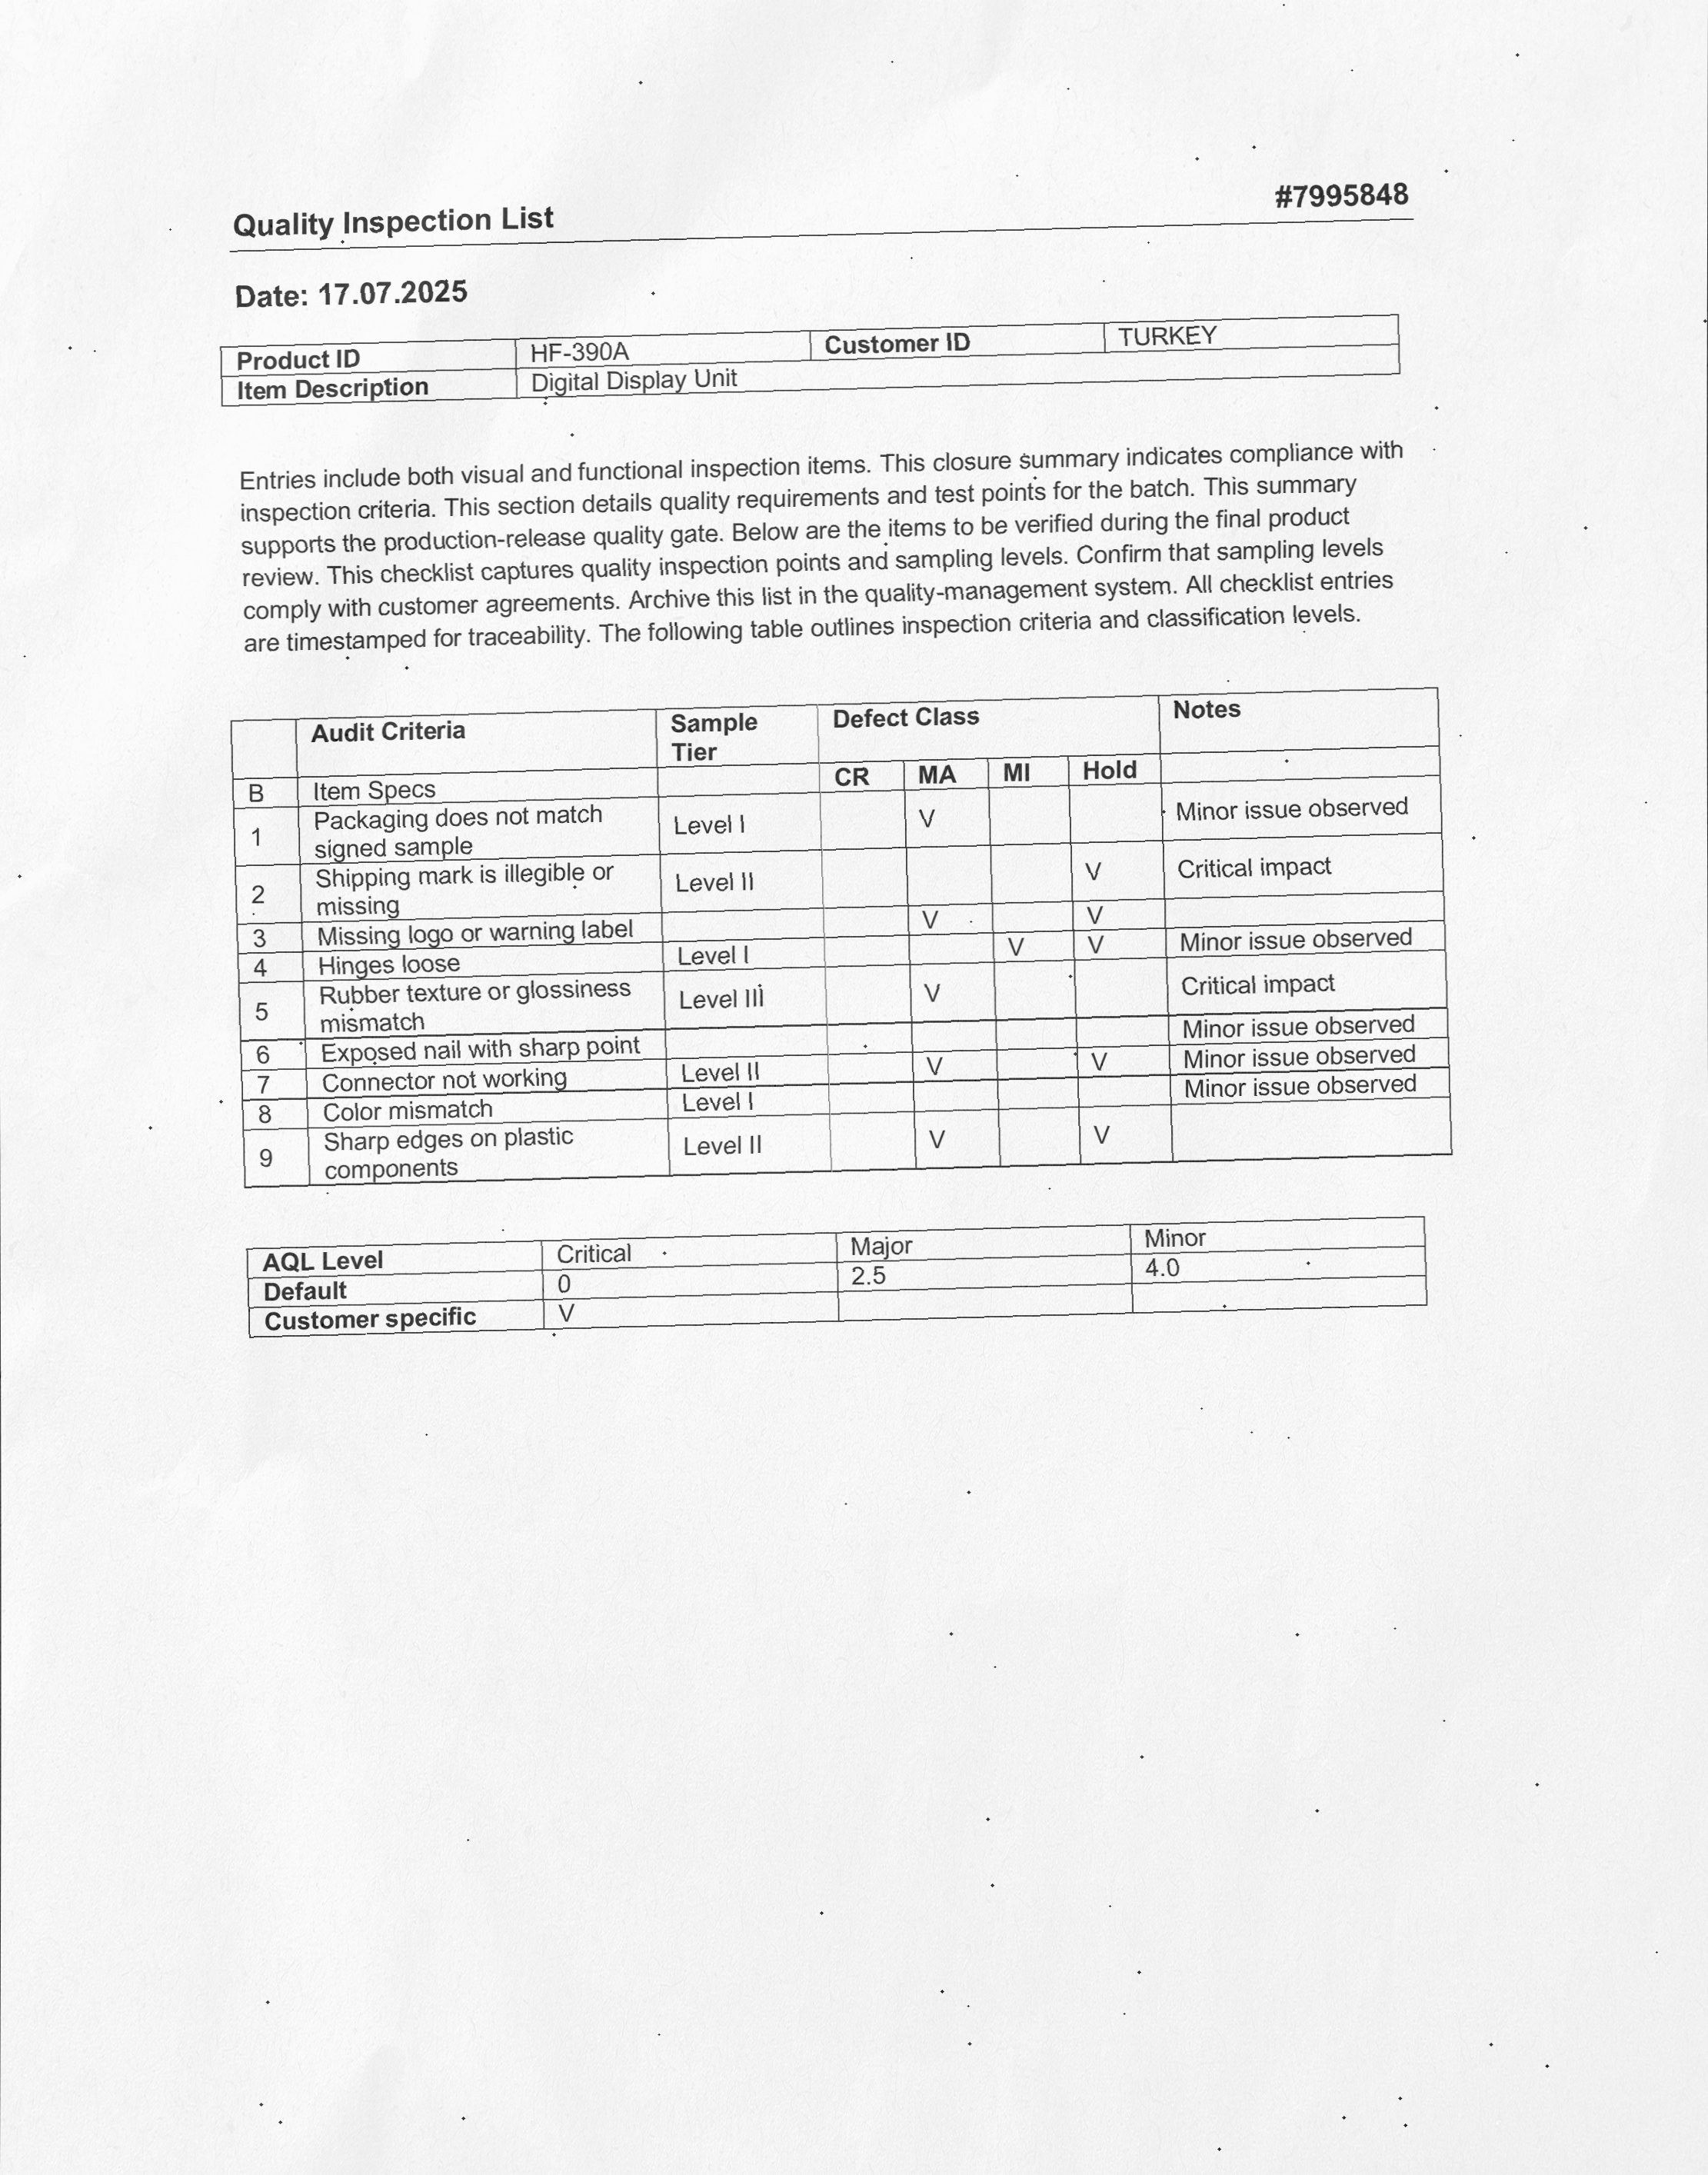 #7995848
Quality Inspection List
Date: 17.07.2025
Product ID HF-390A Customer ID TURKEY
Item Description Digital Display Unit
Entries include both visual and functional inspection items. This closure summary indicates compliance with
inspection criteria. This section details quality requirements and test points for the batch. This summary
supports the production-release quality gate. Below are the items to be verified during the final product
review. This checklist captures quality inspection points and sampling levels. Confirm that sampling levels
comply with customer agreements. Archive this list in the quality-management system. All checklist entries
are timestamped for traceability. The following table outlines inspection criteria and classification levels.
Audit Criteria Sample Tier Defect Class Notes
B Item Specs CR MA MI Hold
1 Packaging does not match signed sample Level I V Minor issue observed
2 Shipping mark is illegible or missing Level II V Critical impact
3 Missing logo or warning label V V
4 Hinges loose Level I V V Minor issue observed
5 Rubber texture or glossiness mismatch Level III V Critical impact
6 Exposed nail with sharp point Minor issue observed
7 Connector not working Level II V V Minor issue observed
8 Color mismatch Level I Minor issue observed
9 Sharp edges on plastic components Level II V V
AQL Level Critical Major Minor
Default 0 2.5 4.0
Customer specific V